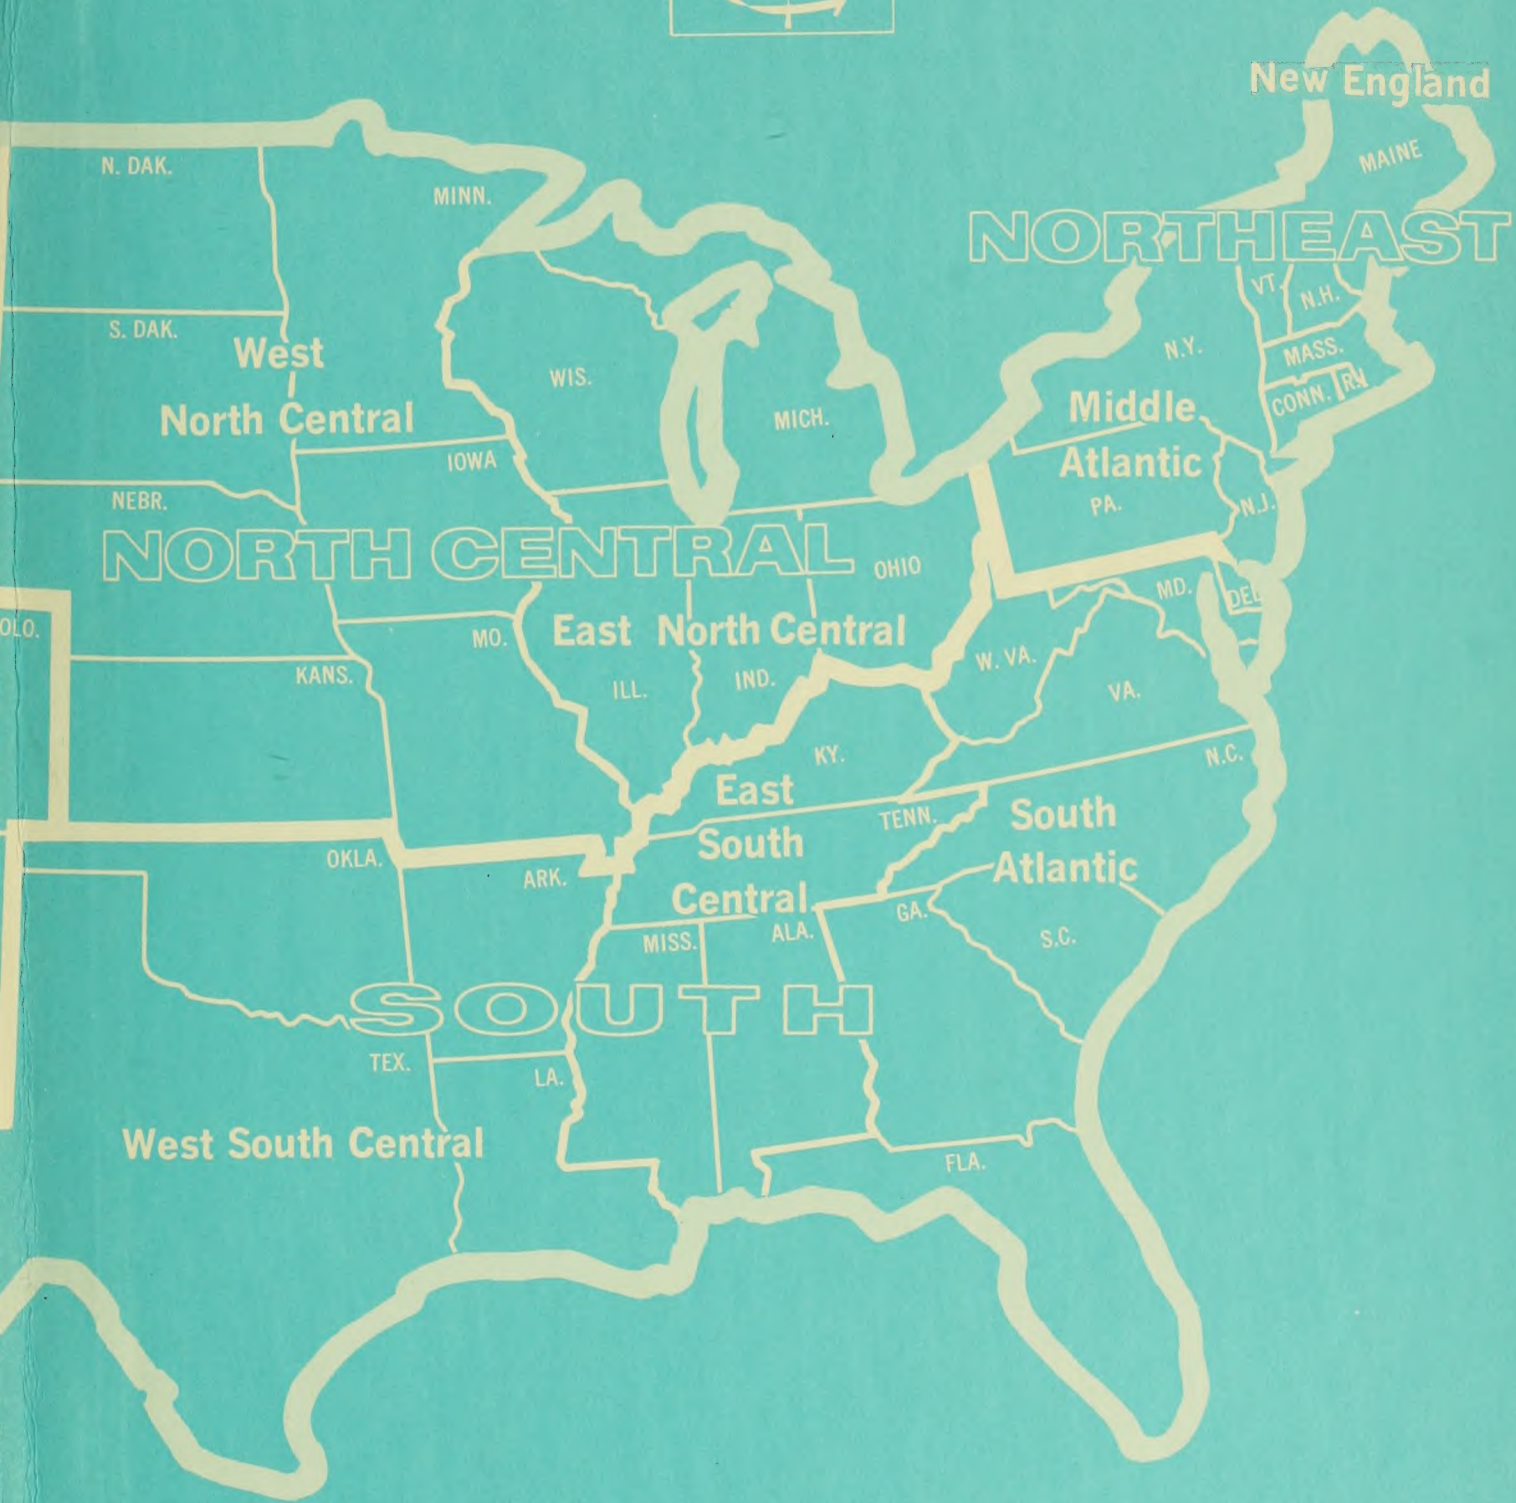 New England
MAINE
N. DAK.
MINN.
NORTHEAST
VT.
N.H.
S. DAK.
West
North Central
WIS.
MICH.
N.Y.
MASS.
CONN.
R.I.
Middle
Atlantic
PA.
N.J.
IOWA
NEBR.
NORTH CENTRAL
OHIO
MD.
DEL
OLO.
MO.
East North Central
KANS.
ILL.
IND.
W. VA.
VA.
KY.
N.C.
East
South
Central
TENN.
South
Atlantic
OKLA.
ARK.
GA.
MISS.
ALA.
S.C.
SOUTH
TEX.
LA.
West South Central
FLA.